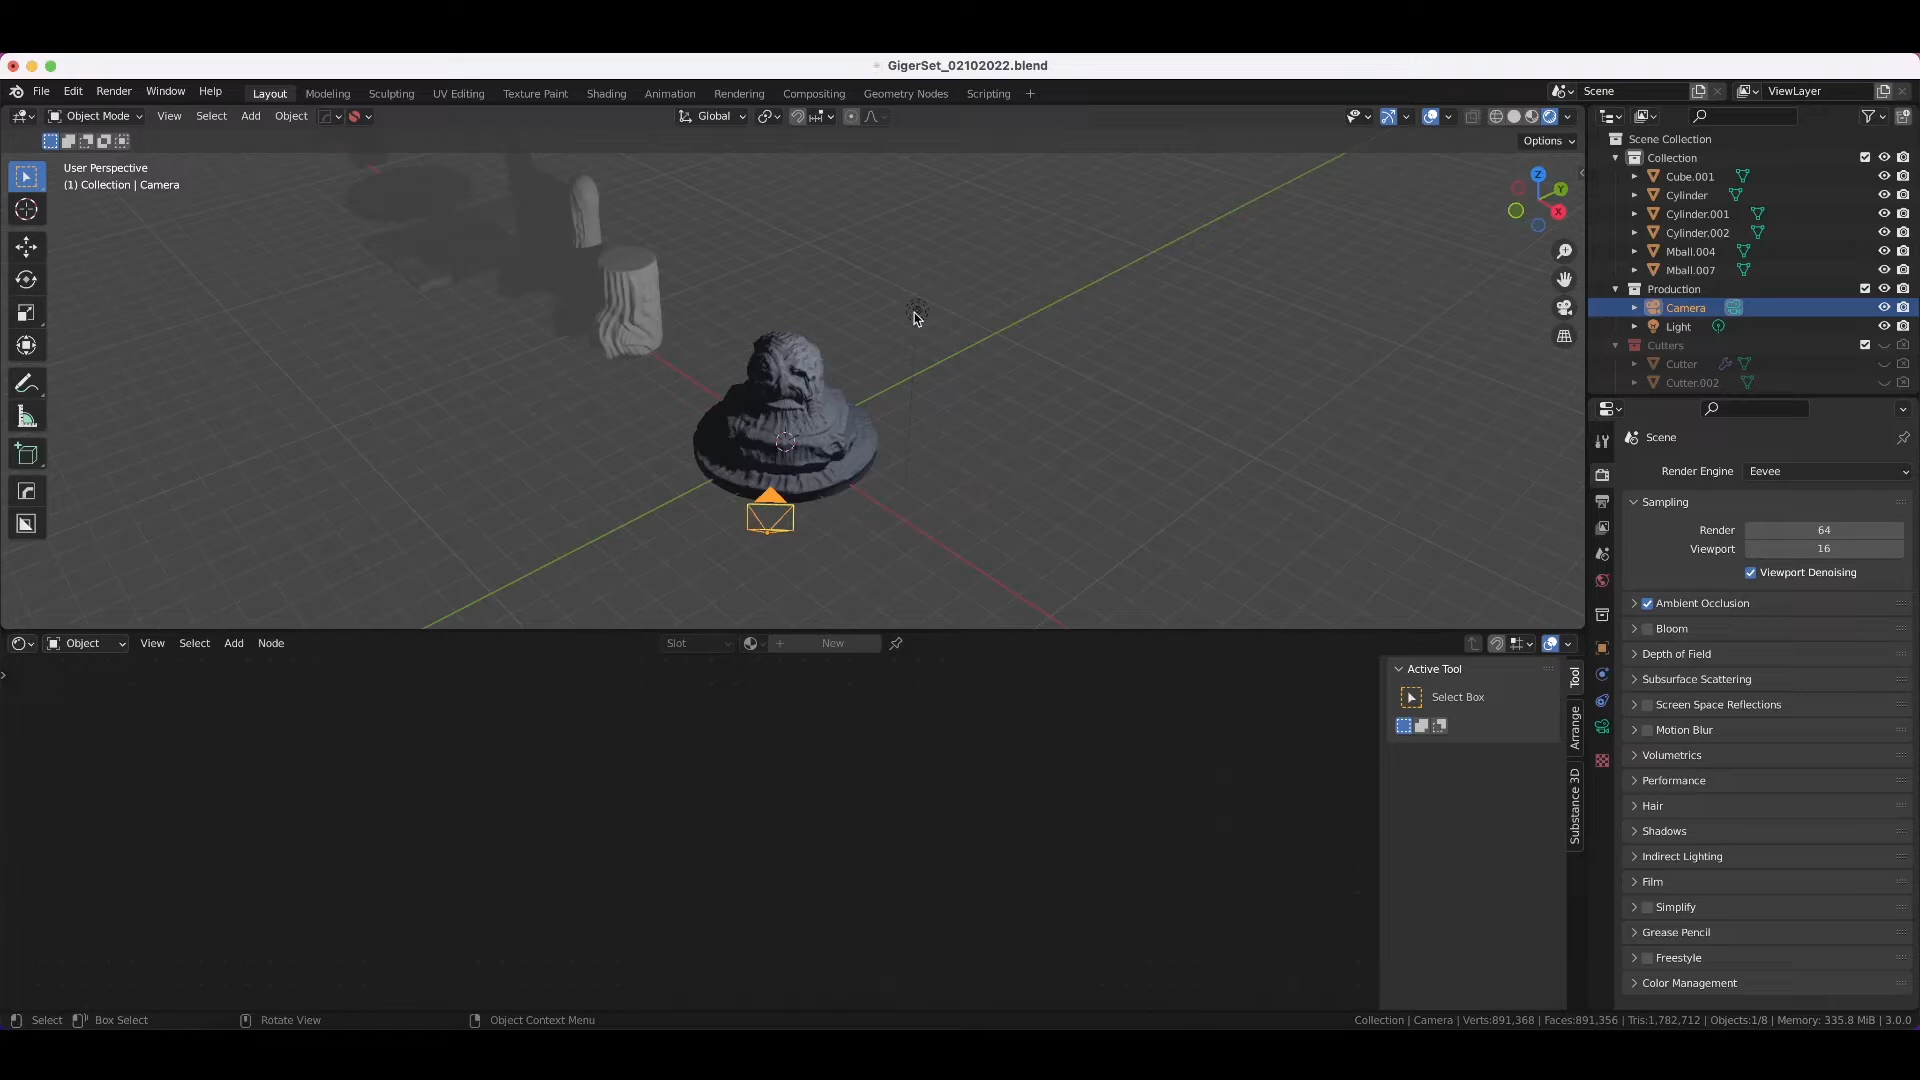 GigerSet_02102022.blend
File Edit Render Window Help Layout Modeling Sculpting UV Editing Texture Paint Shading Animation Rendering Compositing Geometry Nodes Scripting + Scene ViewLayer
Object Mode View Select Add Object Global
Options
User Perspective
(1) Collection | Camera
Z
Y
X
Scene Collection
Collection
Cube.001
Cylinder
Cylinder.001
Cylinder.002
Mball.004
Mball.007
Production
Camera
Light
Cutters
Cutter
Cutter.002
Scene
Render Engine Eevee
Sampling
Render 64
Viewport 16
Viewport Denoising
Ambient Occlusion
Bloom
Depth of Field
Subsurface Scattering
Screen Space Reflections
Motion Blur
Volumetrics
Performance
Hair
Shadows
Indirect Lighting
Film
Simplify
Grease Pencil
Freestyle
Color Management
Object View Select Add Node Slot + New
Active Tool
Select Box
Tool
Arrange
Substance 3D
Select Box Select Rotate View Object Context Menu Collection | Camera | Verts:891,368 | Faces:891,356 | Tris:1,782,712 | Objects:1/8 | Memory: 335.8 MiB | 3.0.0